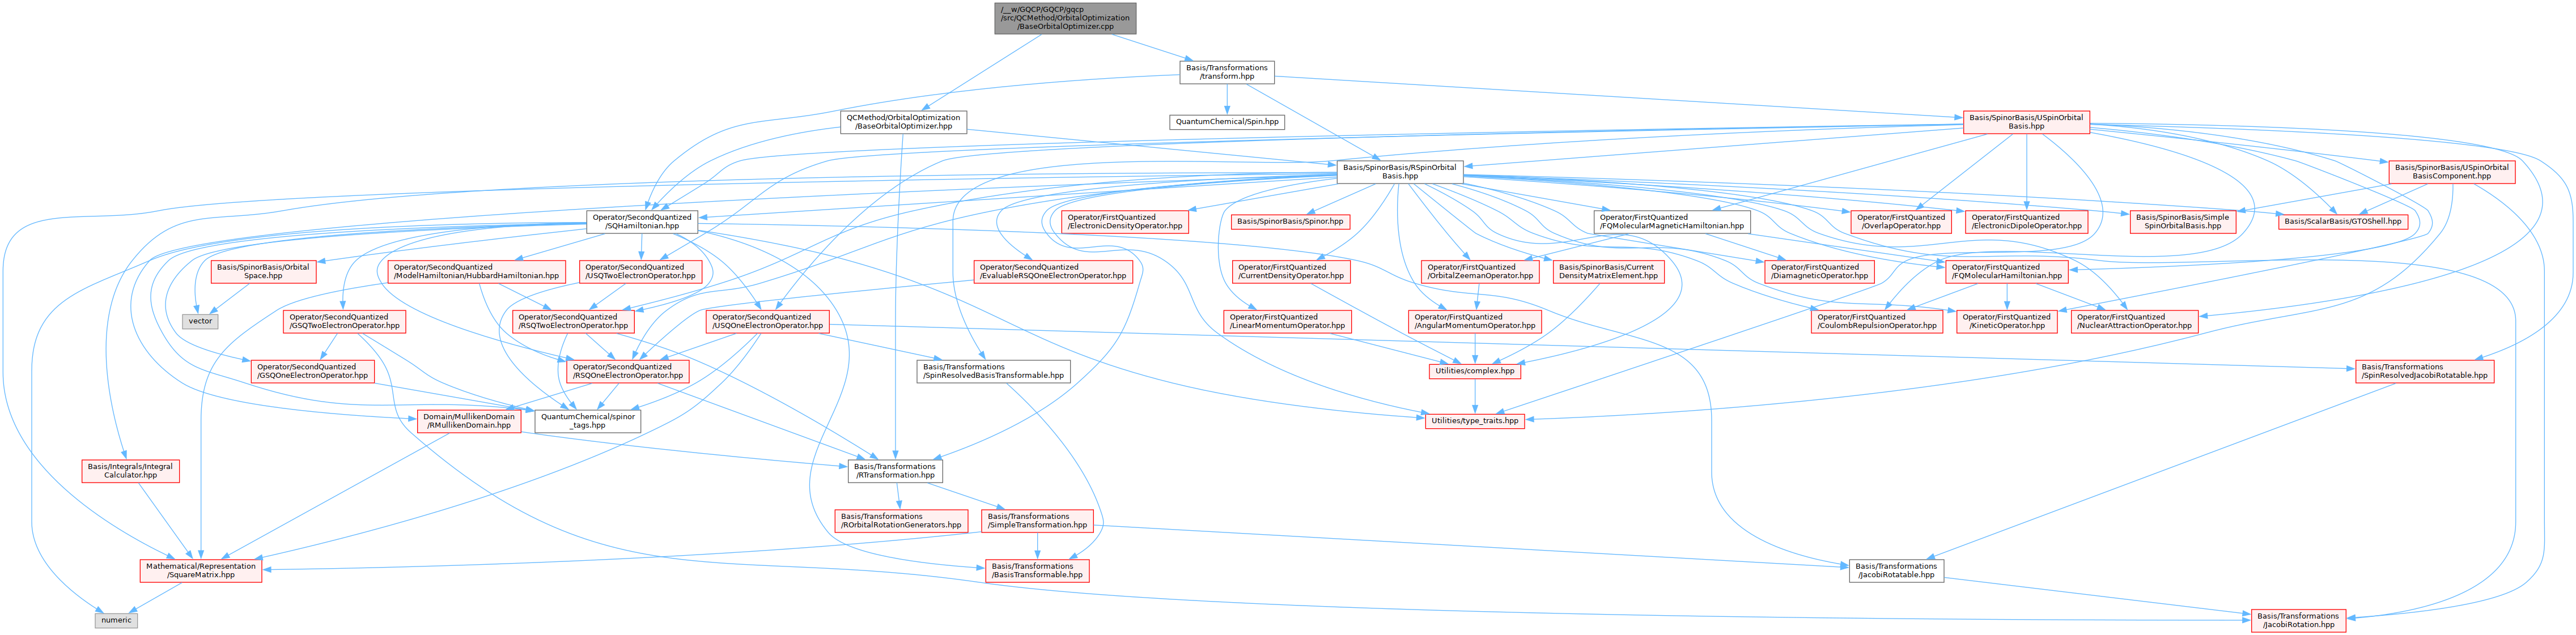 /__w/GQCP/GQCP/gqcp
/src/QCMethod/OrbitalOptimization
/BaseOrbitalOptimizer.cpp
Basis/Transformations
/transform.hpp
QCMethod/OrbitalOptimization
/BaseOrbitalOptimizer.hpp
QuantumChemical/Spin.hpp
Basis/SpinorBasis/USpinOrbital
Basis.hpp
Basis/SpinorBasis/RSpinOrbital
Basis.hpp
Basis/SpinorBasis/USpinOrbital
BasisComponent.hpp
Operator/SecondQuantized
/SQHamiltonian.hpp
Operator/FirstQuantized
/ElectronicDensityOperator.hpp
Basis/SpinorBasis/Spinor.hpp
Operator/FirstQuantized
/FQMolecularMagneticHamiltonian.hpp
Operator/FirstQuantized
/OverlapOperator.hpp
Operator/FirstQuantized
/ElectronicDipoleOperator.hpp
Basis/SpinorBasis/Simple
SpinOrbitalBasis.hpp
Basis/ScalarBasis/GTOShell.hpp
Basis/SpinorBasis/Orbital
Space.hpp
Operator/SecondQuantized
/ModelHamiltonian/HubbardHamiltonian.hpp
Operator/SecondQuantized
/USQTwoElectronOperator.hpp
Operator/SecondQuantized
/EvaluableRSQOneElectronOperator.hpp
Operator/FirstQuantized
/CurrentDensityOperator.hpp
Operator/FirstQuantized
/OrbitalZeemanOperator.hpp
Basis/SpinorBasis/Current
DensityMatrixElement.hpp
Operator/FirstQuantized
/DiamagneticOperator.hpp
Operator/FirstQuantized
/FQMolecularHamiltonian.hpp
vector
Operator/SecondQuantized
/GSQTwoElectronOperator.hpp
Operator/SecondQuantized
/RSQTwoElectronOperator.hpp
Operator/SecondQuantized
/USQOneElectronOperator.hpp
Operator/FirstQuantized
/LinearMomentumOperator.hpp
Operator/FirstQuantized
/AngularMomentumOperator.hpp
Operator/FirstQuantized
/CoulombRepulsionOperator.hpp
Operator/FirstQuantized
/KineticOperator.hpp
Operator/FirstQuantized
/NuclearAttractionOperator.hpp
Operator/SecondQuantized
/GSQOneElectronOperator.hpp
Operator/SecondQuantized
/RSQOneElectronOperator.hpp
Basis/Transformations
/SpinResolvedBasisTransformable.hpp
Utilities/complex.hpp
Basis/Transformations
/SpinResolvedJacobiRotatable.hpp
Domain/MullikenDomain
/RMullikenDomain.hpp
QuantumChemical/spinor
_tags.hpp
Utilities/type_traits.hpp
Basis/Integrals/Integral
Calculator.hpp
Basis/Transformations
/RTransformation.hpp
Basis/Transformations
/ROrbitalRotationGenerators.hpp
Basis/Transformations
/SimpleTransformation.hpp
Mathematical/Representation
/SquareMatrix.hpp
Basis/Transformations
/BasisTransformable.hpp
Basis/Transformations
/JacobiRotatable.hpp
numeric
Basis/Transformations
/JacobiRotation.hpp